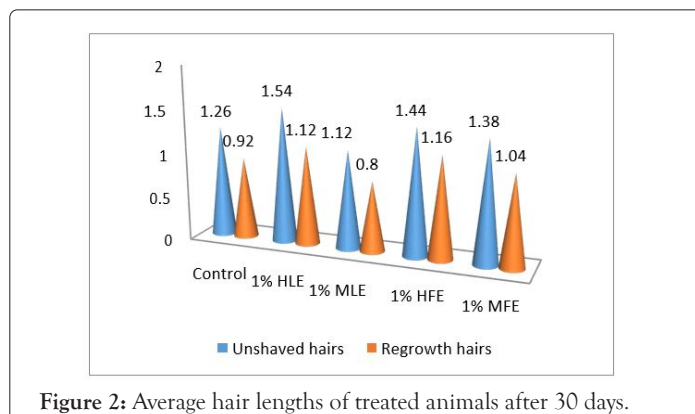 2
1.5
1
0.5
0
1.26
0.92
1.54
1.12
1.12
0.8
1.44
1.16
1.38
1.04
Control
1% HLE
1% MLE
1% HFE
1% MFE
Unshaved hairs Regrowth hairs
Figure 2: Average hair lengths of treated animals after 30 days.